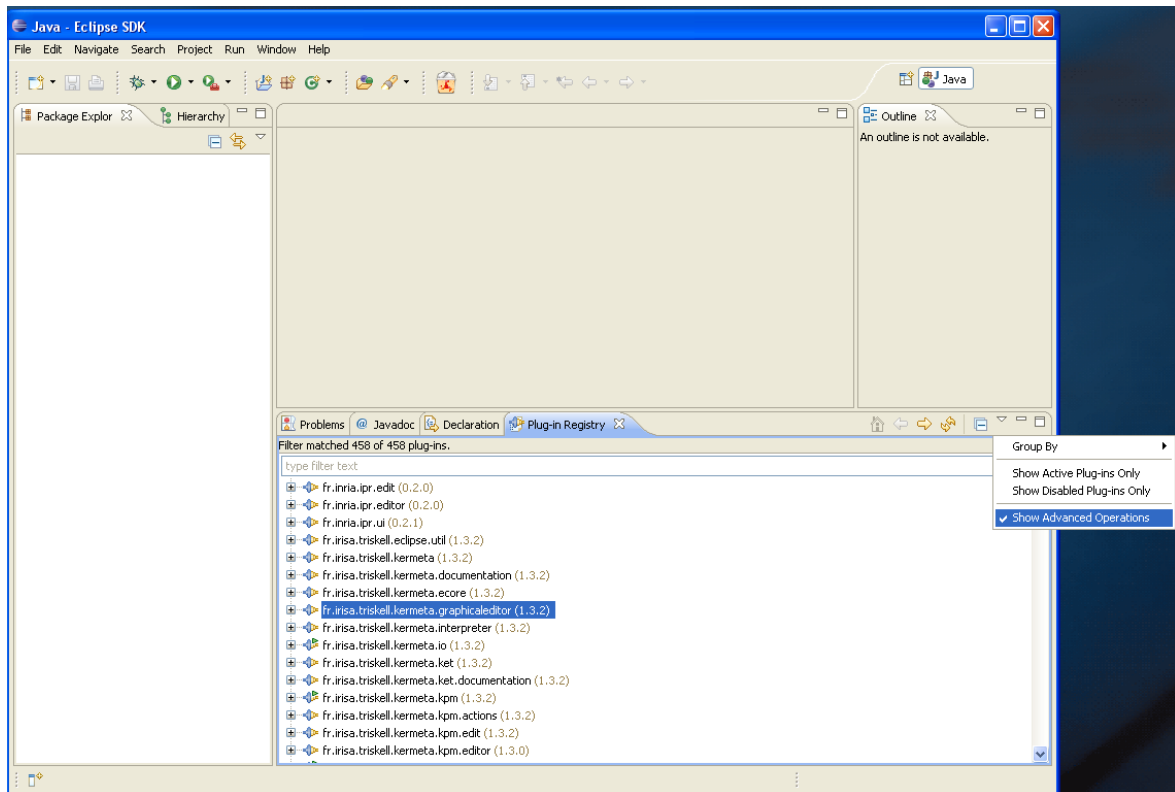 Java - Eclipse SDK
File Edit Navigate Search Project Run Window Help
Java
Package Explor Hierarchy
Outline
An outline is not available.
Problems @ Javadoc Declaration Plug-in Registry
Filter matched 458 of 458 plug-ins.
type filter text
Group By
Show Active Plug-ins Only
Show Disabled Plug-ins Only
Show Advanced Operations
fr.inria.ipr.edit (0.2.0)
fr.inria.ipr.editor (0.2.0)
fr.inria.ipr.ui (0.2.1)
fr.irisa.triskell.eclipse.util (1.3.2)
fr.irisa.triskell.kermeta (1.3.2)
fr.irisa.triskell.kermeta.documentation (1.3.2)
fr.irisa.triskell.kermeta.ecore (1.3.2)
fr.irisa.triskell.kermeta.graphicaleditor (1.3.2)
fr.irisa.triskell.kermeta.interpreter (1.3.2)
fr.irisa.triskell.kermeta.io (1.3.2)
fr.irisa.triskell.kermeta.ket (1.3.2)
fr.irisa.triskell.kermeta.ket.documentation (1.3.2)
fr.irisa.triskell.kermeta.kpm (1.3.2)
fr.irisa.triskell.kermeta.kpm.actions (1.3.2)
fr.irisa.triskell.kermeta.kpm.edit (1.3.2)
fr.irisa.triskell.kermeta.kpm.editor (1.3.0)